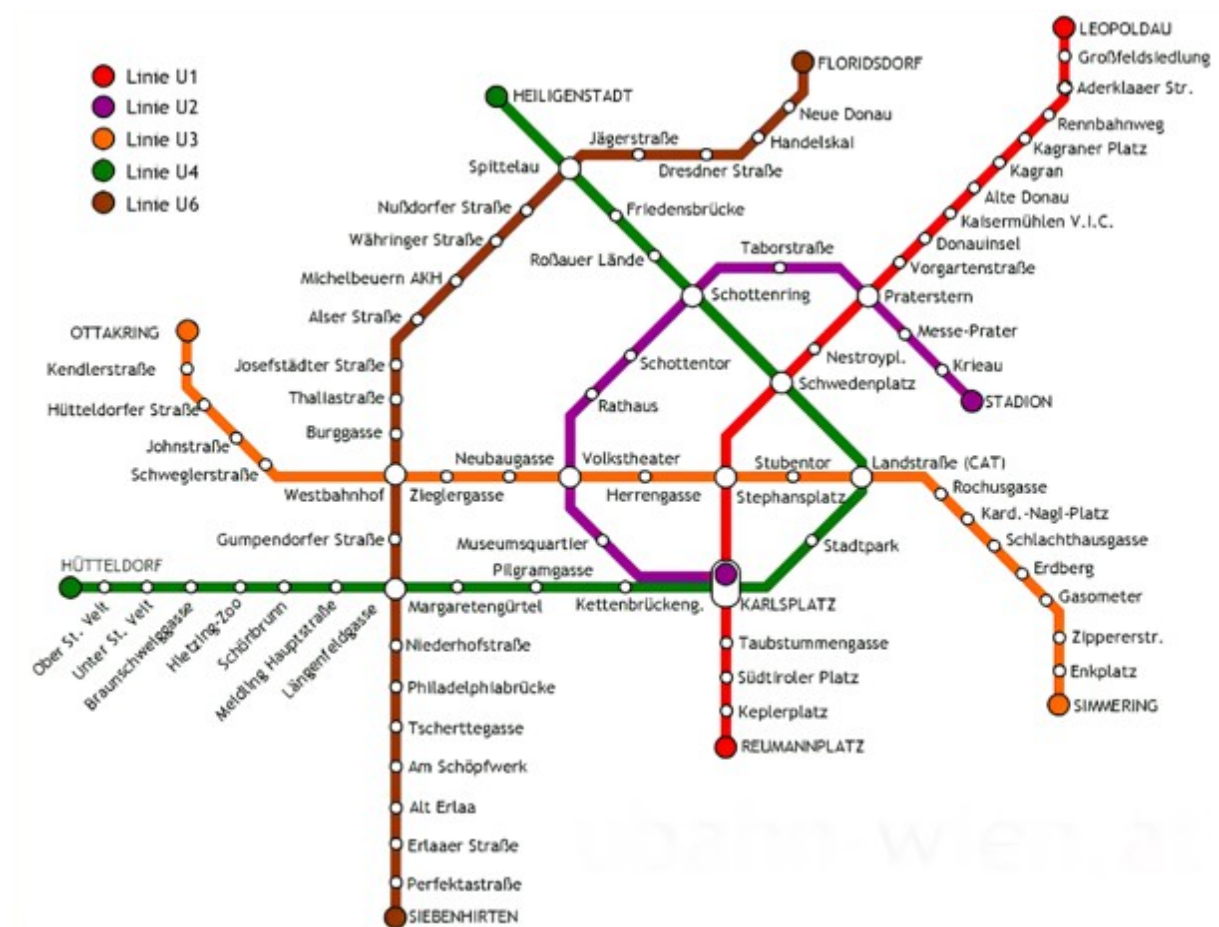 Linie U1
Linie U2
Linie U3
Linie U4
Linie U6
LEOPOLDAU
Großfeldsiedlung
Aderklaaer Str.
Rennbahnweg
Kagraner Platz
Kagran
Alte Donau
Kaisermühlen V.I.C.
Donauinsel
Vorgartenstraße
Praterstern
Nestroypl.
Schwedenplatz
FLORIDSDORF
Neue Donau
Handelskai
Dresdner Straße
Jägerstraße
HEILIGENSTADT
Spittelau
Friedensbrücke
Roßauer Lände
Schottenring
Taborstraße
Messe-Prater
Krieau
STADION
Schottentor
Rathaus
Nußdorfer Straße
Währinger Straße
Michelbeuern AKH
Alser Straße
Josefstädter Straße
Thaliastraße
Burggasse
OTTAKRING
Kendlerstraße
Hütteldorfer Straße
Johnstraße
Schweglerstraße
Westbahnhof
Zieglergasse
Neubaugasse
Volkstheater
Herrengasse
Stephansplatz
Stubentor
Landstraße (CAT)
Rochusgasse
Kard.-Nagl-Platz
Schlachthausgasse
Erdberg
Gasometer
Zippererstr.
Enkplatz
SIMMERING
Gumpendorfer Straße
Museumsquartier
Stadtpark
HÜTTELDORF
Ober St. Veit
Unter St. Veit
Braunschweiggasse
Hietzing-Zoo
Schönbrunn
Meidling Hauptstraße
Längenfeldgasse
Margaretengürtel
Pilgramgasse
Kettenbrückeng.
KARLSPLATZ
Taubstummengasse
Südtiroler Platz
Keplerplatz
REUMANNPLATZ
Niederhofstraße
Philadelphiabrücke
Tscherttegasse
Am Schöpfwerk
Alt Erlaa
Erlaaer Straße
Perfektastraße
SIEBENHIRTEN
ubahn-wien.at